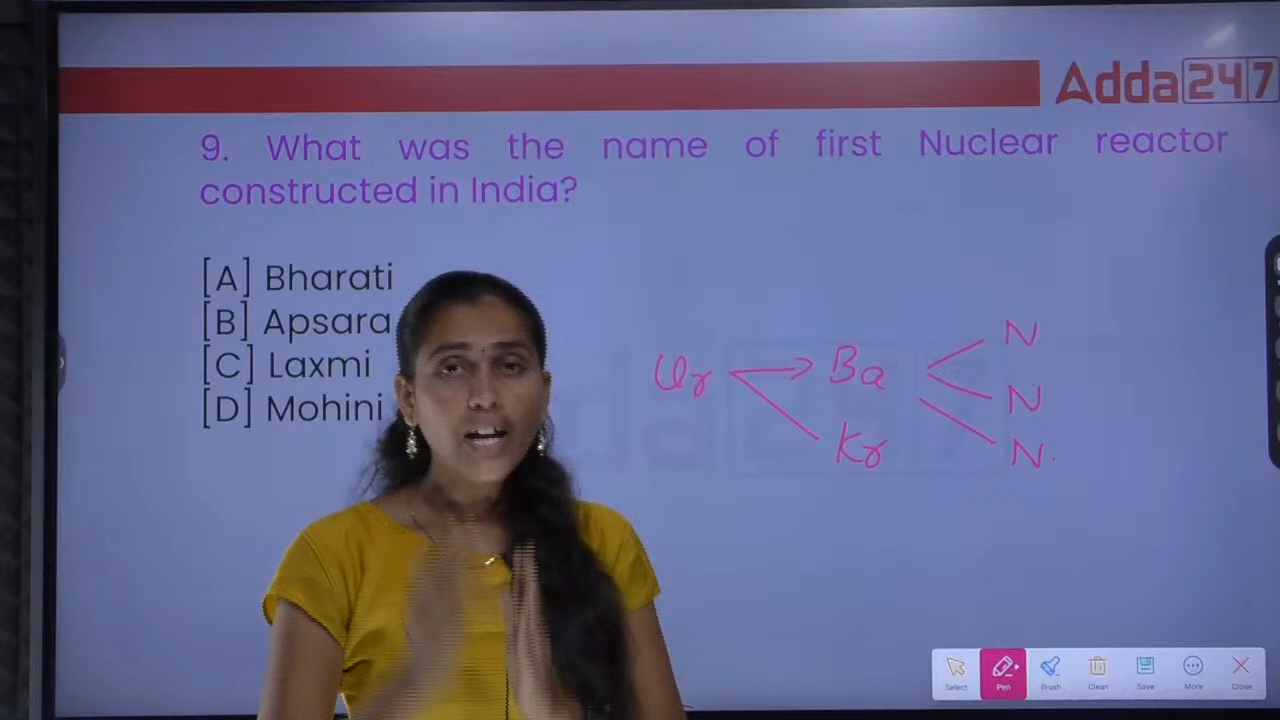 Adda247
9. What was the name of first Nuclear reactor
constructed in India?
[A] Bharati
[B] Apsara
[C] Laxmi
[D] Mohini
Ur Ba N
N
Kr N
Select Pen Brush Clean Save More Close